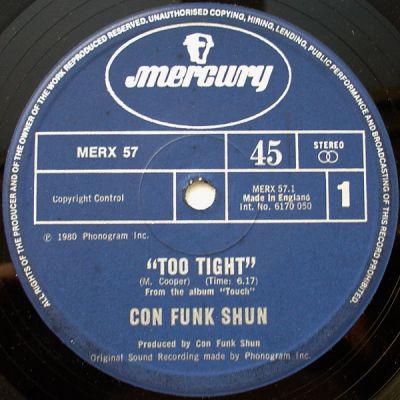 ALL RIGHTS OF THE PRODUCER AND OF THE OWNER OF THE WORK REPRODUCED RESERVED. UNAUTHORISED COPYING, HIRING, LENDING, PUBLIC PERFORMANCE AND BROADCASTING OF THIS RECORD PROHIBITED.
mercury
MERX 57
45
STEREO
Copyright Control
MERX 57.1
Made in England
Int. No. 6170 050
1
℗ 1980 Phonogram Inc.
"TOO TIGHT"
(M. Cooper) (Time: 6.17)
From the album "Touch"
CON FUNK SHUN
Produced by Con Funk Shun
Original Sound Recording made by Phonogram Inc.